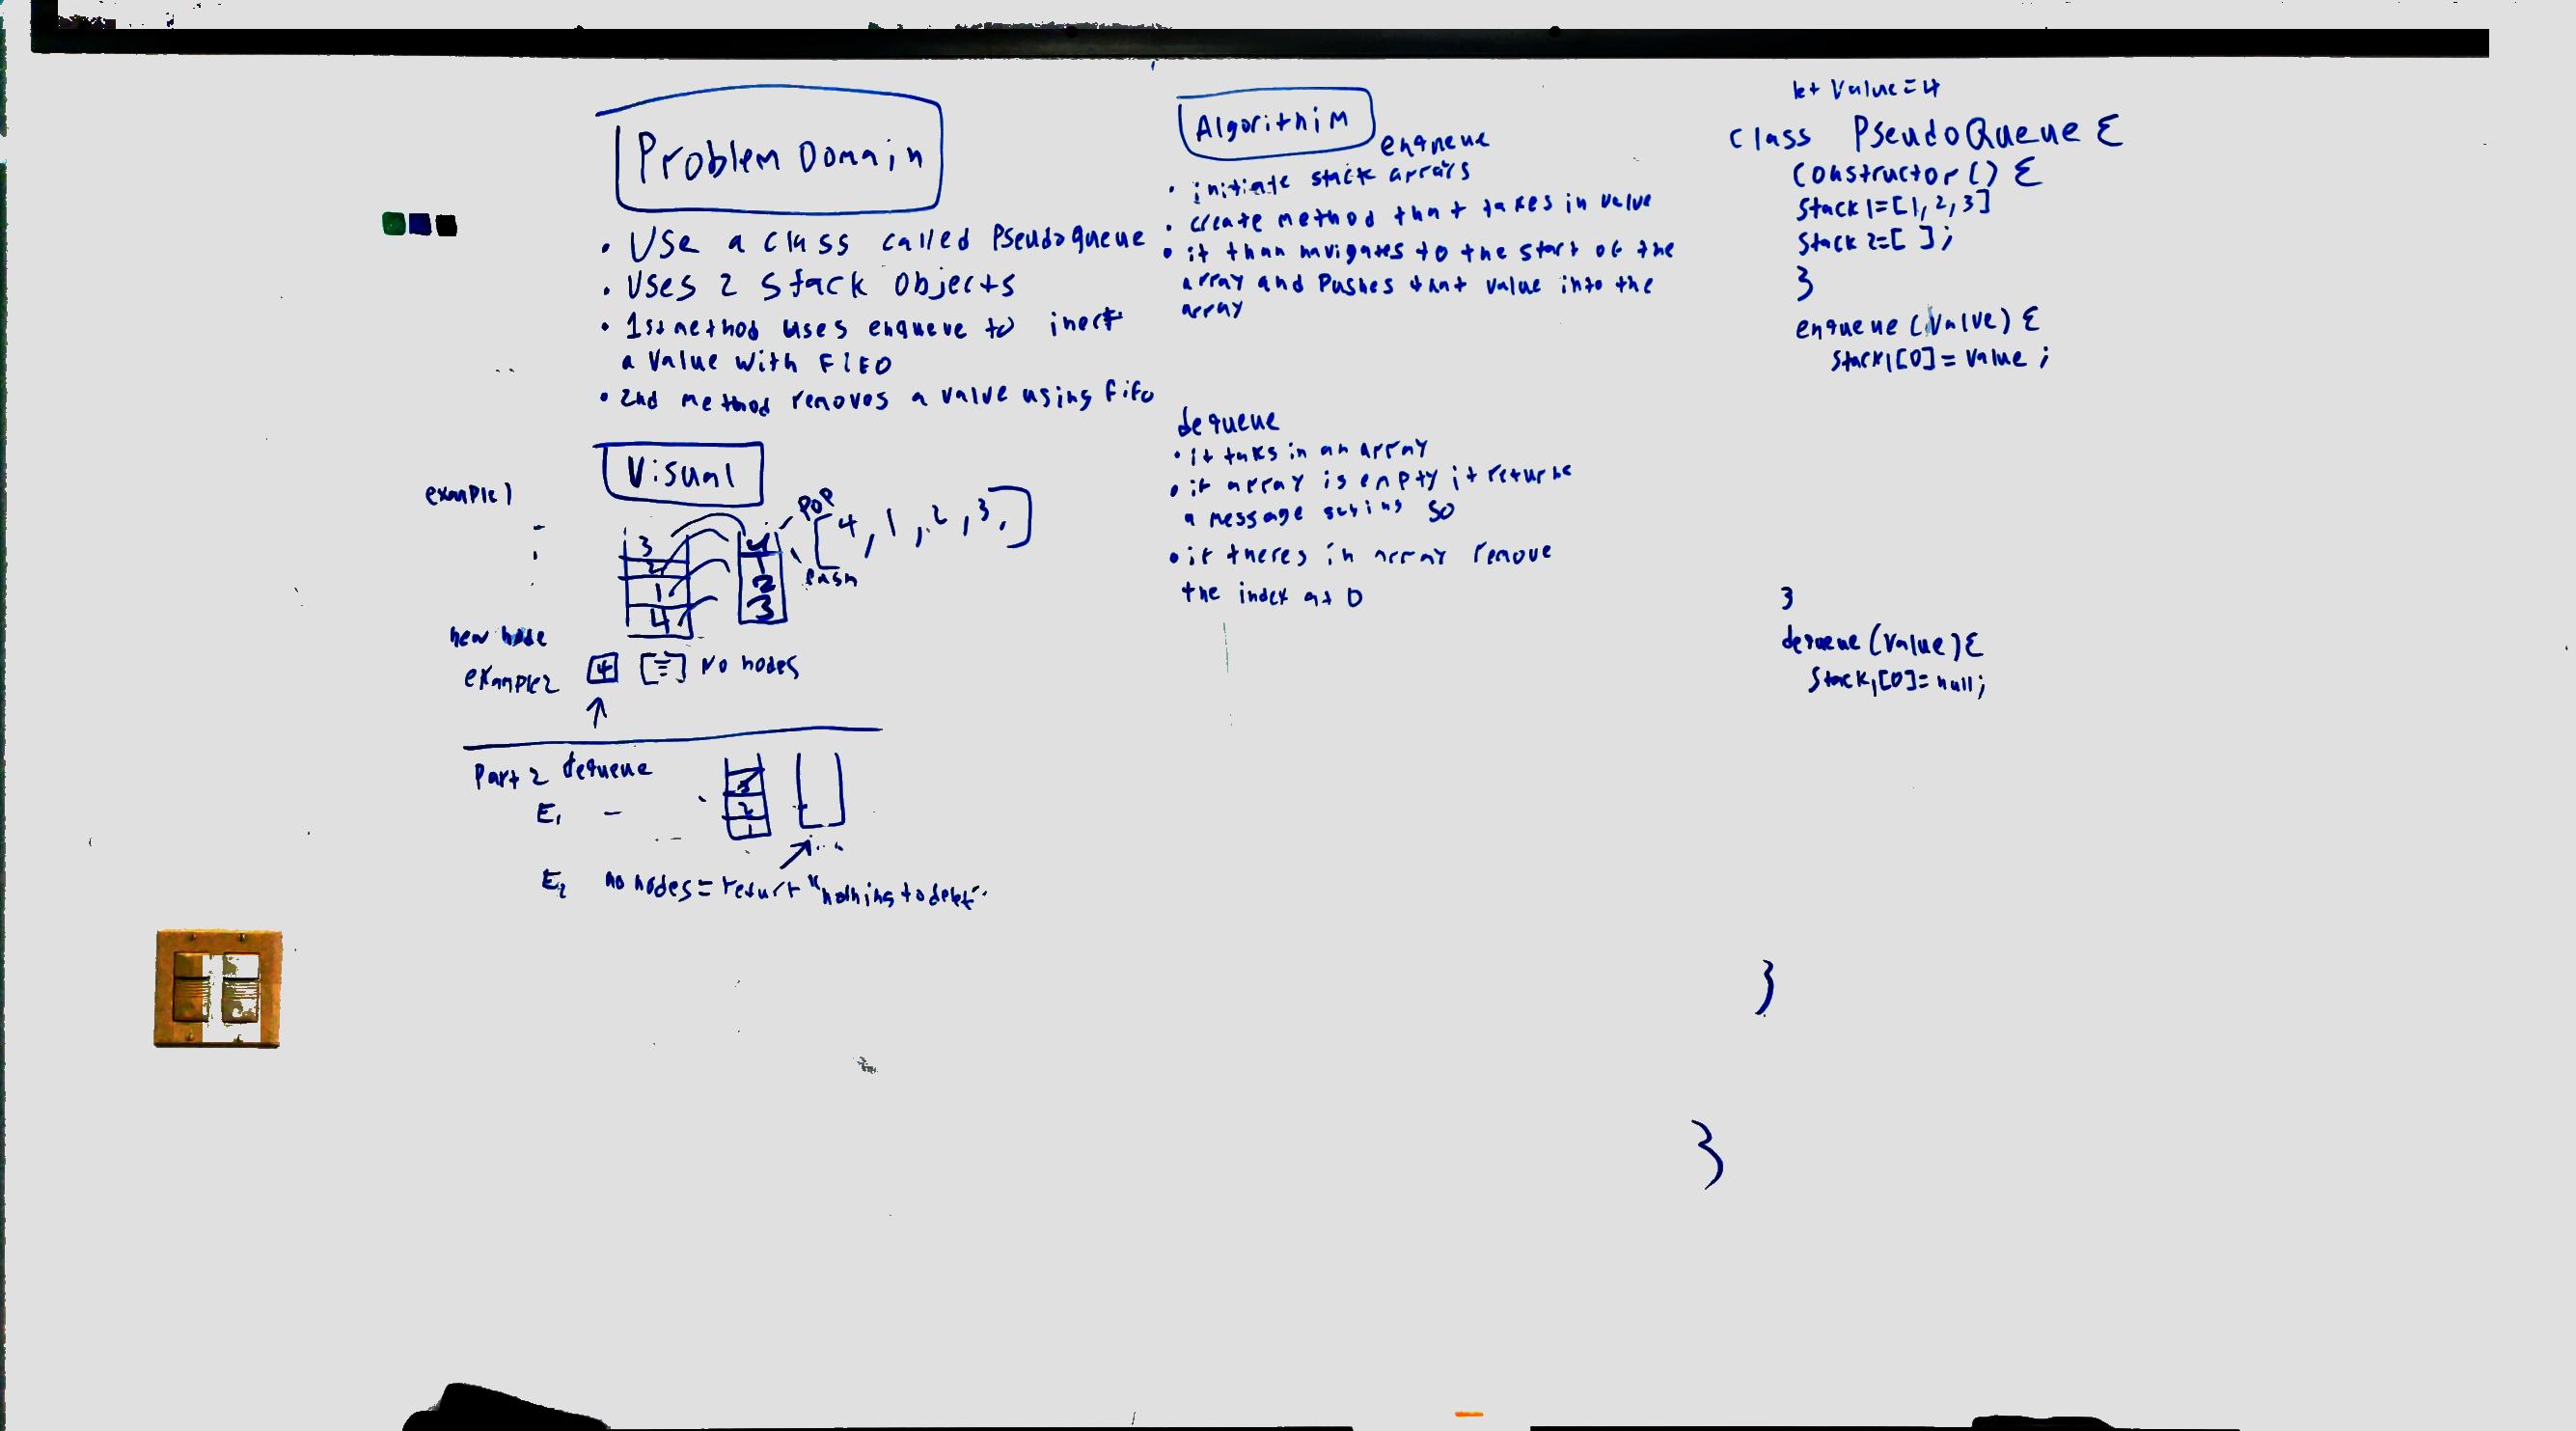 Problem Domain
• Use a class called Pseudoqueue
• Uses 2 Stack Objects
• 1st method uses enqueue to inert
a value with FIFO
• 2nd method removes a value using fifo
Visual
example 1
3
2
1
4
4
1
2
3
POP
Push
[4, 1, 2, 3,]
new node
example 2
4
No nodes
Part 2 dequeue
E1 -
3
2
1
E2 no nodes = return "nothing to delete"
Algorithim
enqueue
• initiate stack arrays
• create method that takes in value
• it than navigates to the start of the
array and Pushes that value into the
array
dequeue
• it taks in an array
• if array is empty it returns
a message saying so
• if theres in array remove
the index at 0
let Value = 4
class PseudoQueue {
constructor () {
Stack 1 = [1, 2, 3]
Stack 2 = [ ];
}
enqueue (Value) {
Stack1[0] = Value ;
}
dequeue (Value) {
Stack1[0] = null;
}
}